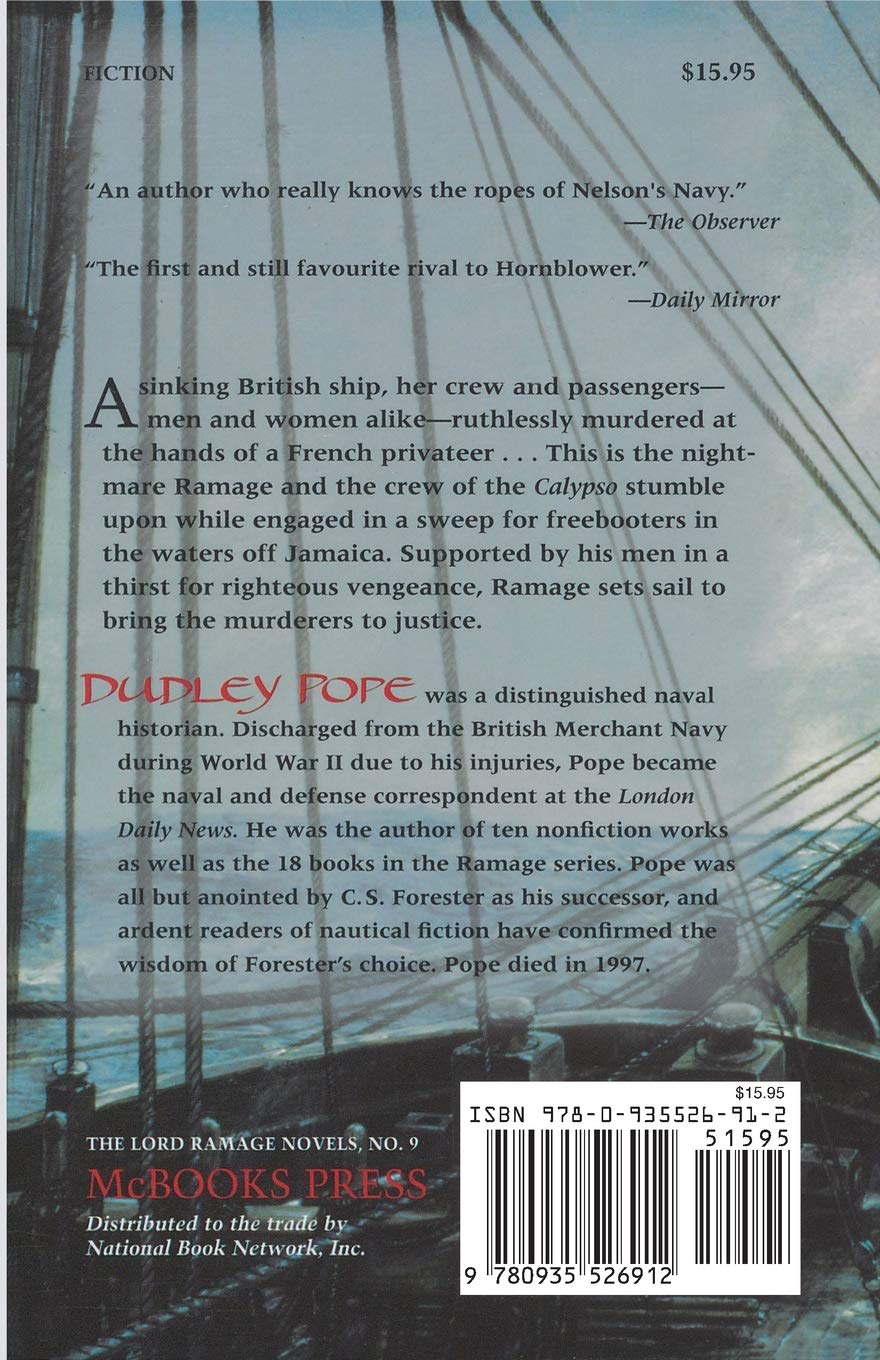 FICTION
$15.95
“An author who really knows the ropes of Nelson's Navy.”
—The Observer
“The first and still favourite rival to Hornblower.”
—Daily Mirror
A sinking British ship, her crew and passengers—
men and women alike—ruthlessly murdered at
the hands of a French privateer . . . This is the night-
mare Ramage and the crew of the Calypso stumble
upon while engaged in a sweep for freebooters in
the waters off Jamaica. Supported by his men in a
thirst for righteous vengeance, Ramage sets sail to
bring the murderers to justice.
DUDLEY POPE was a distinguished naval
historian. Discharged from the British Merchant Navy
during World War II due to his injuries, Pope became
the naval and defense correspondent at the London
Daily News. He was the author of ten nonfiction works
as well as the 18 books in the Ramage series. Pope was
all but anointed by C.S. Forester as his successor, and
ardent readers of nautical fiction have confirmed the
wisdom of Forester’s choice. Pope died in 1997.
THE LORD RAMAGE NOVELS, NO. 9
McBOOKS PRESS
Distributed to the trade by
National Book Network, Inc.
$15.95
ISBN 978-0-935526-91-2
51595
9 780935 526912